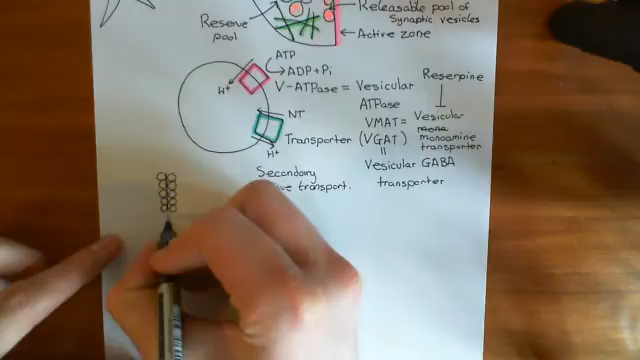 Releasable pool of
Synaptic vesicles
Reserve
pool
Active zone
ATP
ADP+Pi
H+
V-ATPase = Vesicular
ATPase
Reserpine
NT
VMAT = Vesicular
monoamine
transporter
Transporter (VGAT)
H+
=
Vesicular GABA
transporter
Secondary
transport.